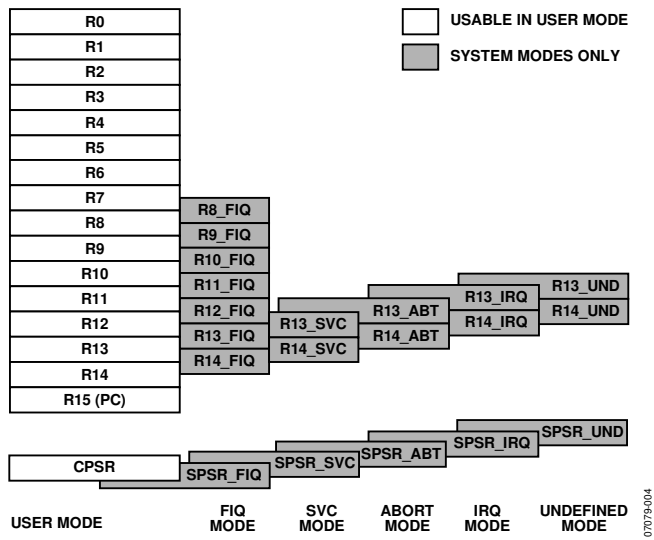 R0
R1
R2
R3
R4
R5
R6
R7
R8
R9
R10
R11
R12
R13
R14
R15 (PC)
CPSR
USABLE IN USER MODE
SYSTEM MODES ONLY
R8_FIQ
R9_FIQ
R10_FIQ
R11_FIQ
R12_FIQ
R13_FIQ
R14_FIQ
R13_SVC
R14_SVC
R13_ABT
R14_ABT
R13_IRQ
R14_IRQ
R13_UND
R14_UND
SPSR_FIQ
SPSR_SVC
SPSR_ABT
SPSR_IRQ
SPSR_UND
USER MODE
FIQ
MODE
SVC
MODE
ABORT
MODE
IRQ
MODE
UNDEFINED
MODE
07079-004